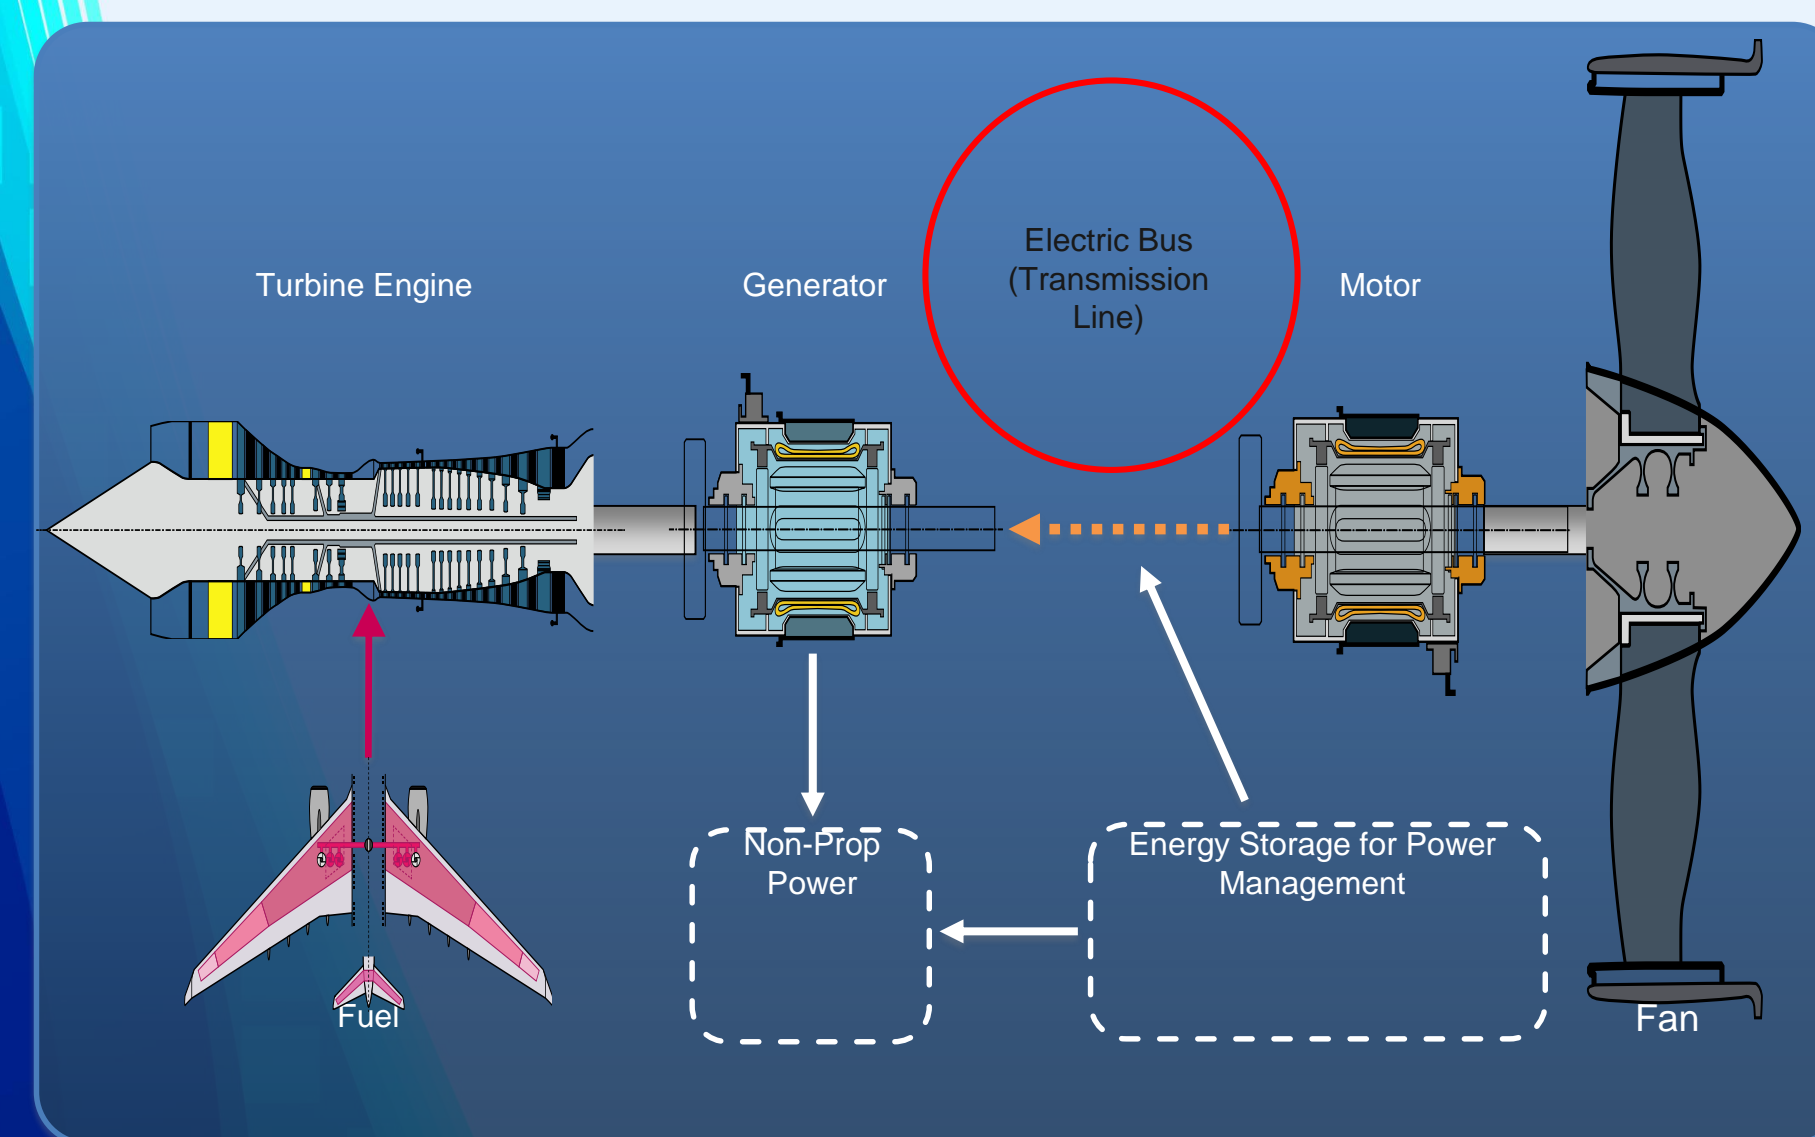 Turbine Engine
Generator
Electric Bus
(Transmission
Line)
Motor
Non-Prop
Power
Energy Storage for Power
Management
Fuel
Fan